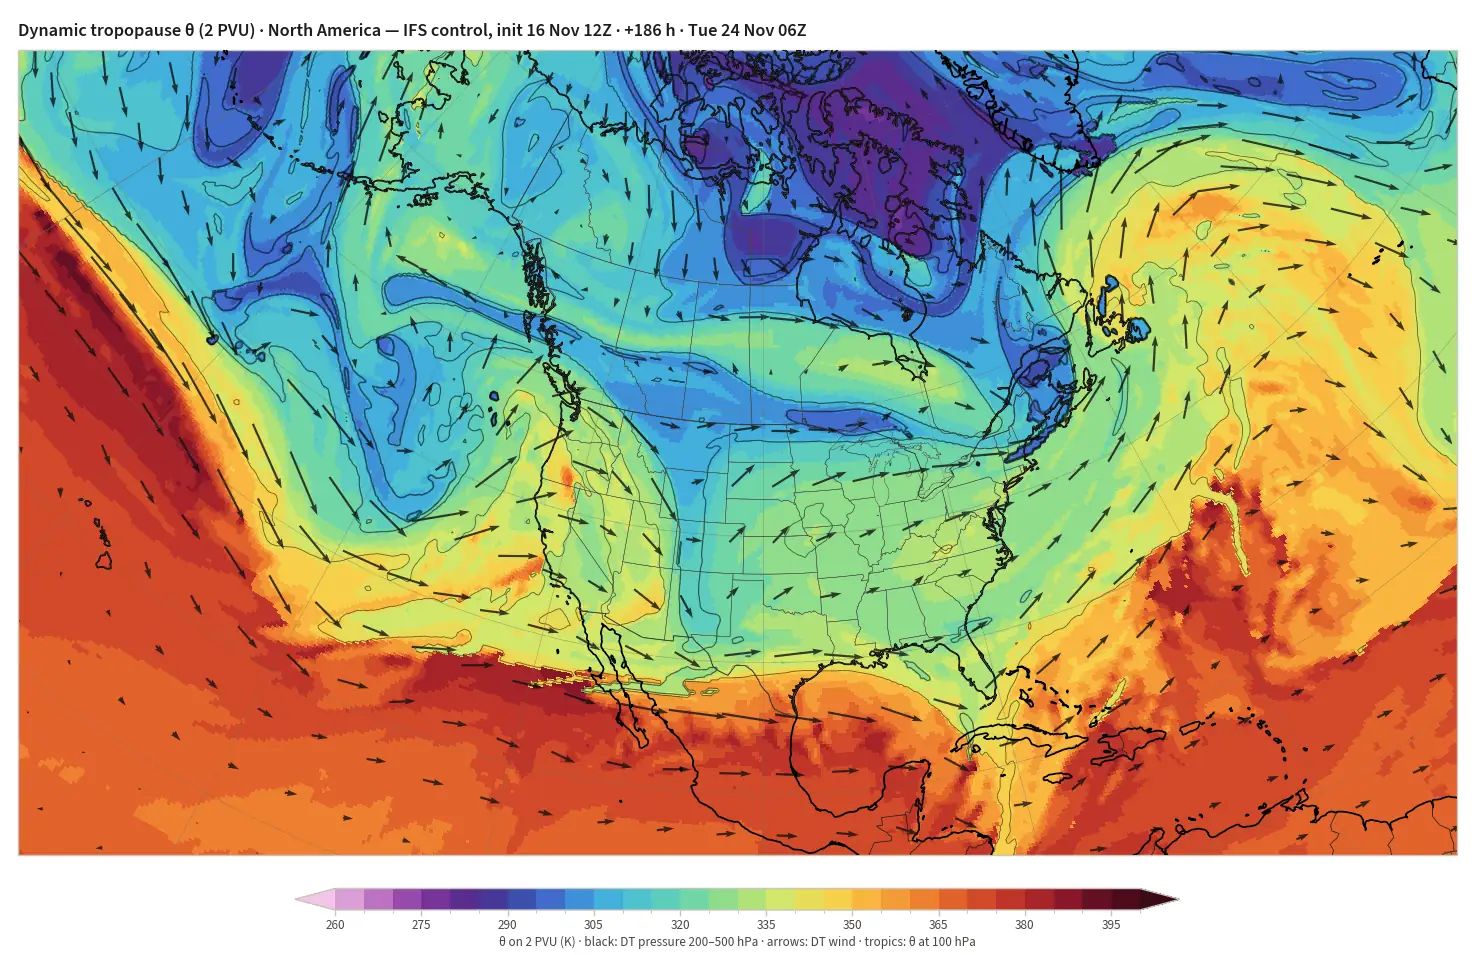 Dynamic tropopause θ (2 PVU) · North America — IFS control, init 16 Nov 12Z · +186 h · Tue 24 Nov 06Z
260 275 290 305 320 335 350 365 380 395
θ on 2 PVU (K) · black: DT pressure 200–500 hPa · arrows: DT wind · tropics: θ at 100 hPa